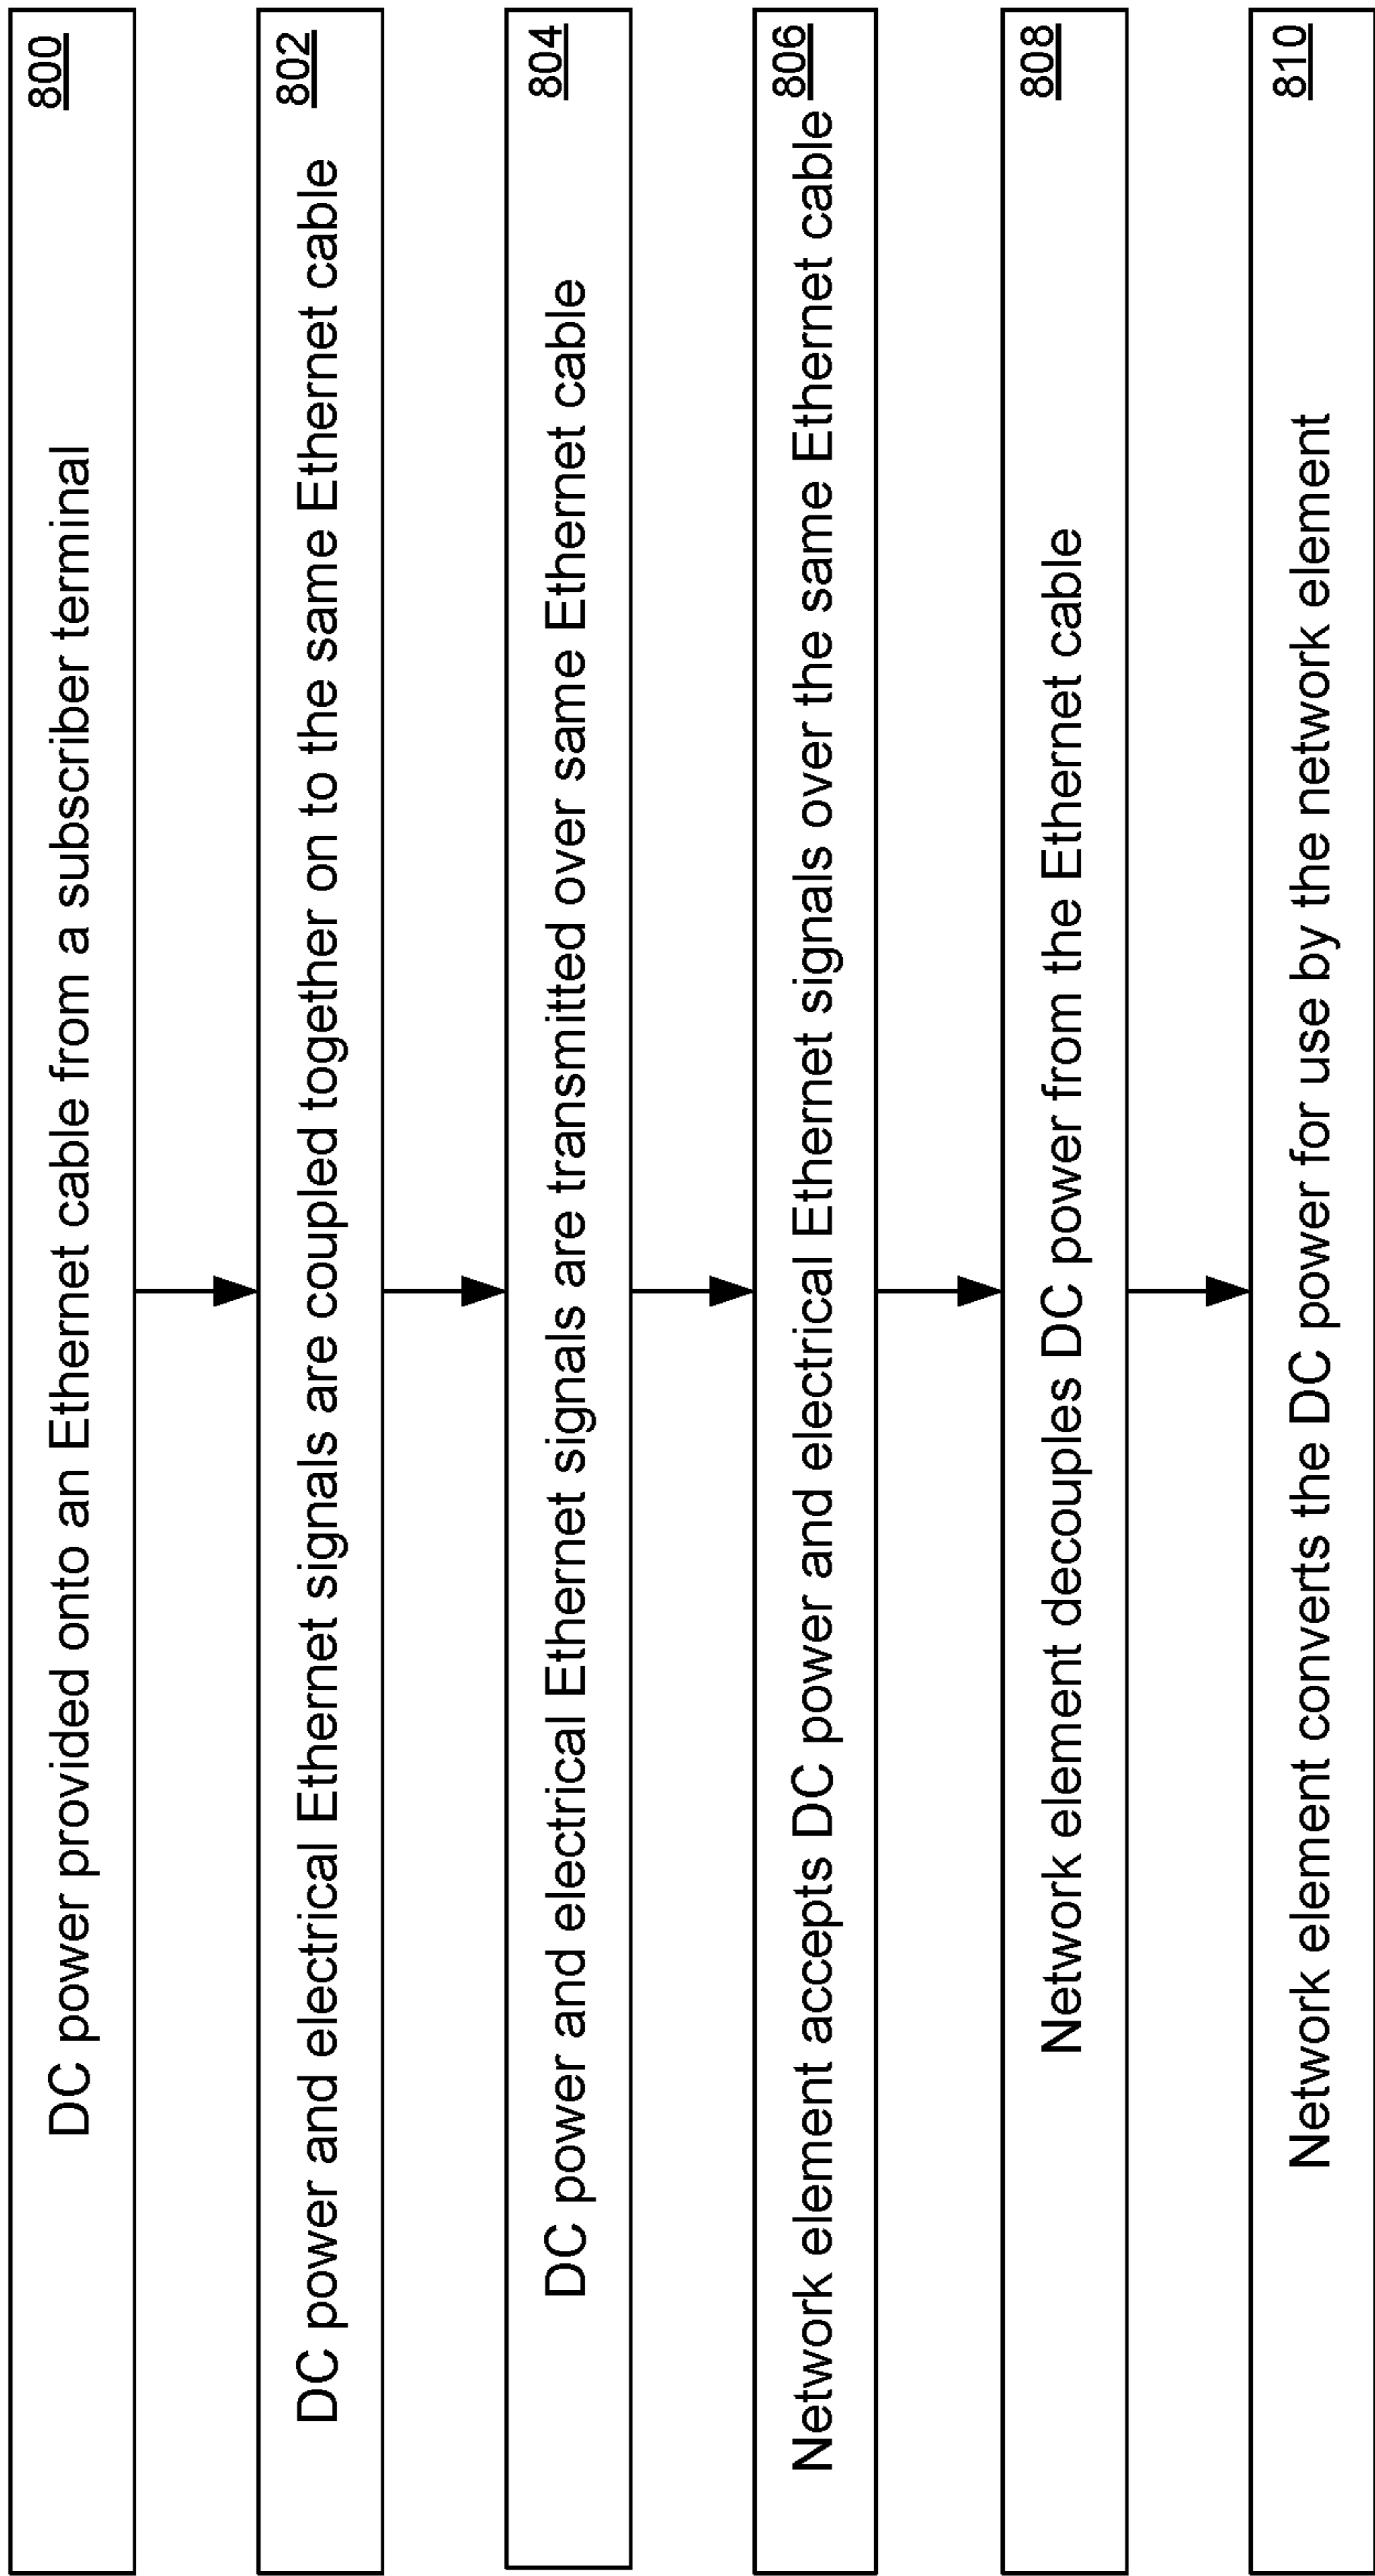 800
DC power provided onto an Ethernet cable from a subscriber terminal
802
DC power and electrical Ethernet signals are coupled together on to the same Ethernet cable
804
DC power and electrical Ethernet signals are transmitted over same Ethernet cable
806
Network element accepts DC power and electrical Ethernet signals over the same Ethernet cable
808
Network element decouples DC power from the Ethernet cable
810
Network element converts the DC power for use by the network element